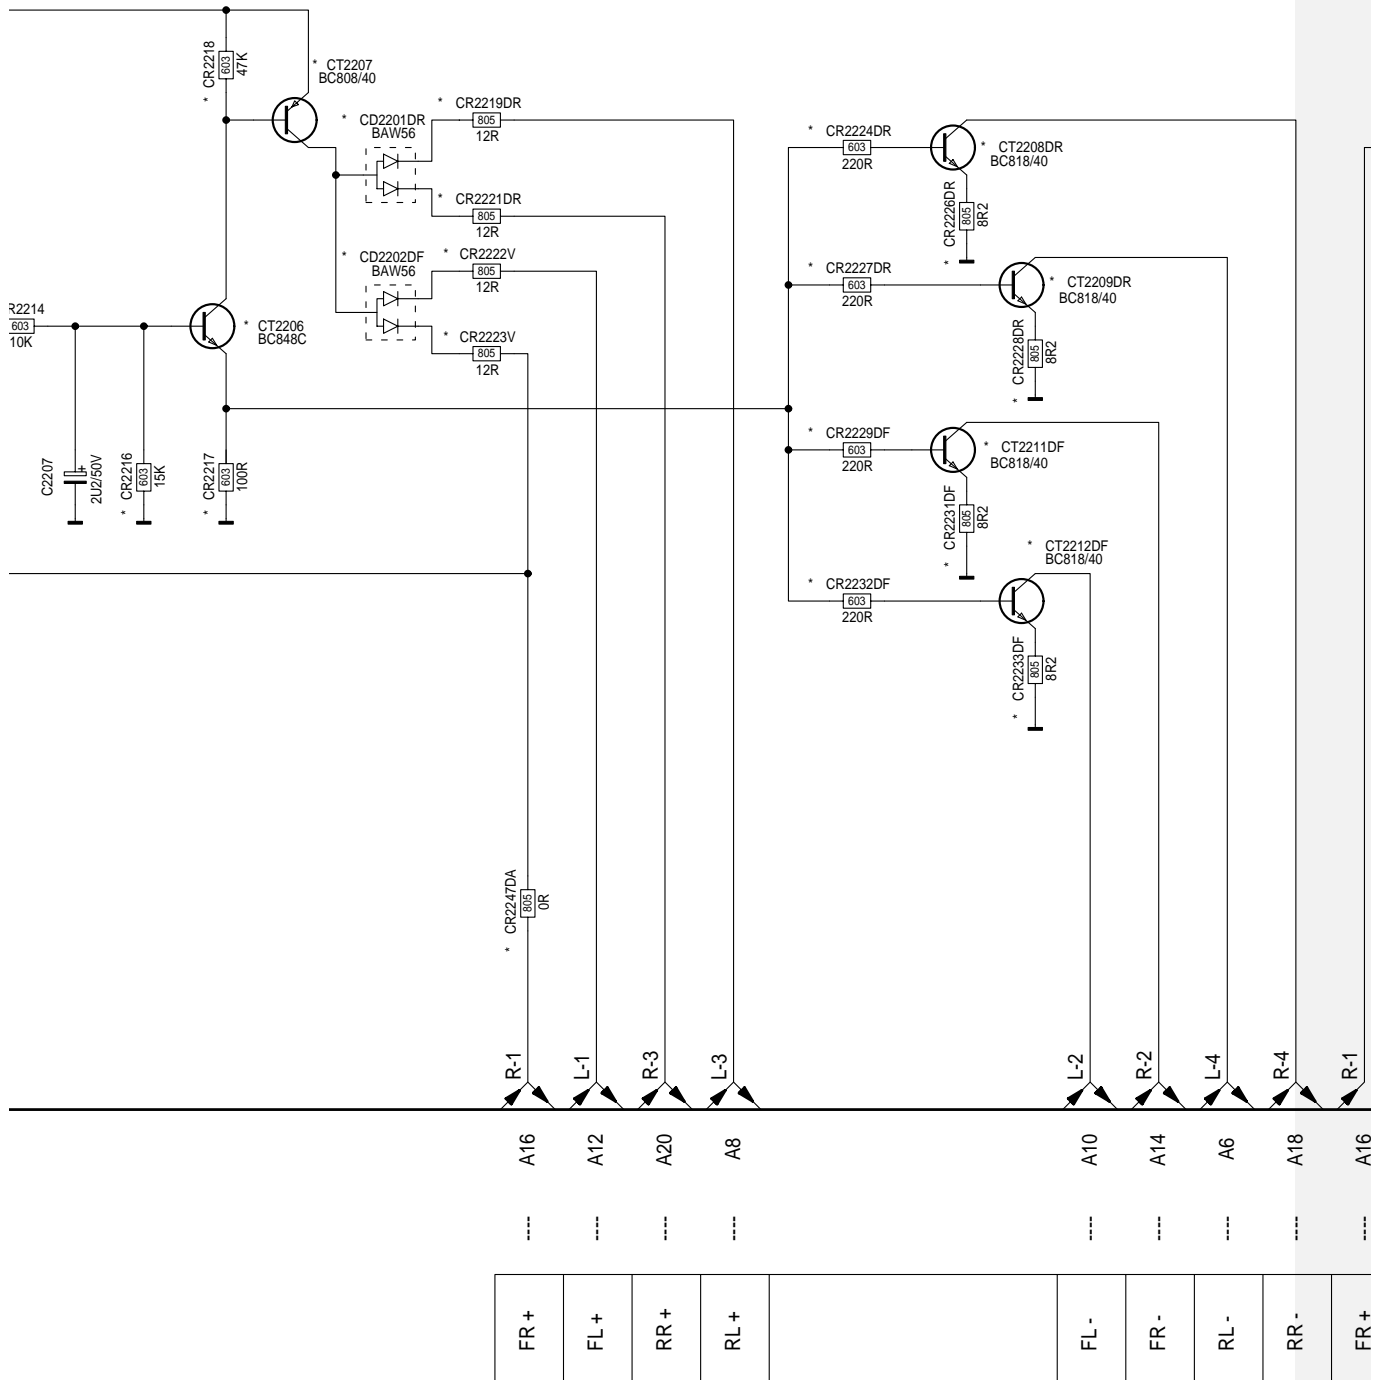 CR2218
603
47K
*
* CT2207
BC808/40
* CD2201DR
BAW56
* CR2219DR
805
12R
* CR2221DR
805
12R
* CD2202DF
BAW56
* CR2222V
805
12R
* CR2223V
805
12R
R2214
603
10K
* CT2206
BC848C
C2207
+
2U2/50V
* CR2216
603
15K
* CR2217
603
100R
* CR2224DR
603
220R
* CT2208DR
BC818/40
* CR2226DR
805
8R2
* CR2227DR
603
220R
* CT2209DR
BC818/40
* CR2228DR
805
8R2
* CR2229DF
603
220R
* CT2211DF
BC818/40
* CR2231DF
805
8R2
* CR2232DF
603
220R
* CT2212DF
BC818/40
* CR2233DF
805
8R2
* CR2247DA
805
0R
R-1
L-1
R-3
L-3
L-2
R-2
L-4
R-4
R-1
A16
A12
A20
A8
A10
A14
A6
A18
A16
----
----
----
----
----
----
----
----
----
FR +
FL +
RR +
RL +
FL -
FR -
RL -
RR -
FR +